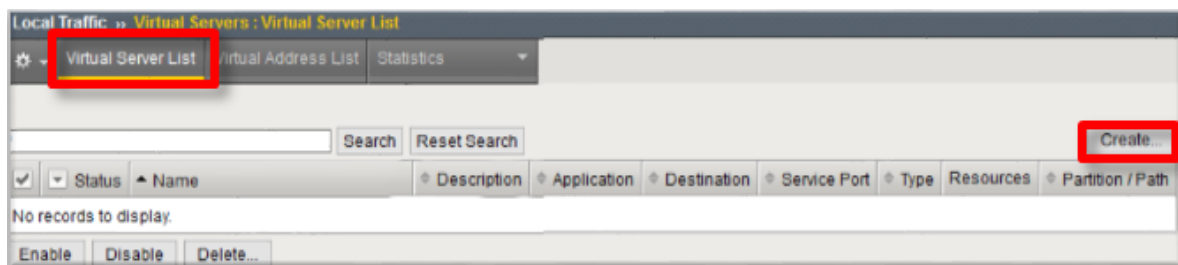 Local Traffic » Virtual Servers : Virtual Server List
Virtual Server List Virtual Address List Statistics
Search Reset Search Create...
Status Name Description Application Destination Service Port Type Resources Partition / Path
No records to display.
Enable Disable Delete...